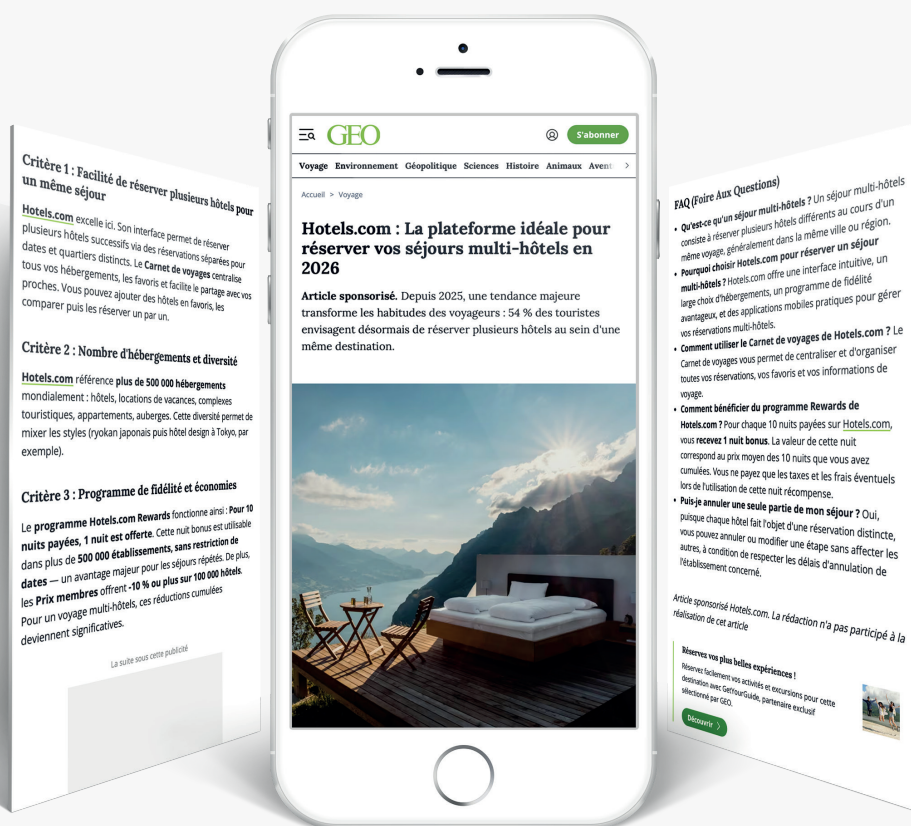 Critère 1 : Facilité de réserver plusieurs hôtels pour
un même séjour
Hotels.com excelle ici. Son interface permet de réserver
plusieurs hôtels successifs via des réservations séparées pour
dates et quartiers distincts. Le Carnet de voyages centralise
tous vos hébergements, les favoris et facilite le partage avec vos
proches. Vous pouvez ajouter des hôtels en favoris, les
comparer puis les réserver un par un.
Critère 2 : Nombre d'hébergements et diversité
Hotels.com référence plus de 500 000 hébergements
mondialement : hôtels, locations de vacances, complexes
touristiques, appartements, auberges. Cette diversité permet de
mixer les styles (ryokan japonais puis hôtel design à Tokyo, par
exemple).
Critère 3 : Programme de fidélité et économies
Le programme Hotels.com Rewards fonctionne ainsi : Pour 10
nuits payées, 1 nuit est offerte. Cette nuit bonus est utilisable
dans plus de 500 000 établissements, sans restriction de
dates — un avantage majeur pour les séjours répétés. De plus,
les Prix membres offrent -10 % ou plus sur 100 000 hôtels.
Pour un voyage multi-hôtels, ces réductions cumulées
deviennent significatives.
La suite sous cette publicité
GEO
S'abonner
Voyage Environnement Géopolitique Sciences Histoire Animaux Avent >
Accueil > Voyage
Hotels.com : La plateforme idéale pour
réserver vos séjours multi-hôtels en
2026
Article sponsorisé. Depuis 2025, une tendance majeure
transforme les habitudes des voyageurs : 54 % des touristes
envisagent désormais de réserver plusieurs hôtels au sein d'une
même destination.
FAQ (Foire Aux Questions)
• Qu'est-ce qu'un séjour multi-hôtels ? Un séjour multi-hôtels
consiste à réserver plusieurs hôtels différents au cours d'un
même voyage, généralement dans la même ville ou région.
• Pourquoi choisir Hotels.com pour réserver un séjour
multi-hôtels ? Hotels.com offre une interface intuitive, un
large choix d'hébergements, un programme de fidélité
avantageux, et des applications mobiles pratiques pour gérer
vos réservations multi-hôtels.
• Comment utiliser le Carnet de voyages de Hotels.com ? Le
Carnet de voyages vous permet de centraliser et d'organiser
toutes vos réservations, vos favoris et vos informations de
voyage.
• Comment bénéficier du programme Rewards de
Hotels.com ? Pour chaque 10 nuits payées sur Hotels.com,
vous recevez 1 nuit bonus. La valeur de cette nuit
correspond au prix moyen des 10 nuits que vous avez
cumulées. Vous ne payez que les taxes et les frais éventuels
lors de l'utilisation de cette nuit récompense.
• Puis-je annuler une seule partie de mon séjour ? Oui,
puisque chaque hôtel fait l'objet d'une réservation distincte,
vous pouvez annuler ou modifier une étape sans affecter les
autres, à condition de respecter les délais d'annulation de
l'établissement concerné.
Article sponsorisé Hotels.com. La rédaction n'a pas participé à la
réalisation de cet article
Réservez vos plus belles expériences !
Réservez facilement vos activités et excursions pour cette
destination avec GetYourGuide, partenaire exclusif
sélectionné par GEO.
Découvrir >